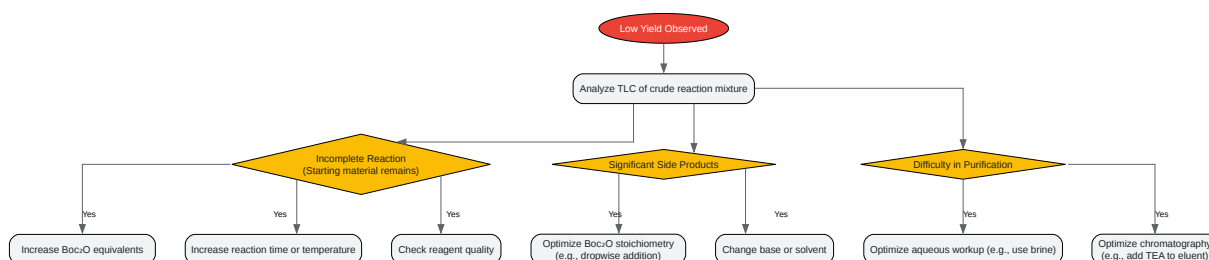 Low Yield Observed
Analyze TLC of crude reaction mixture
Incomplete Reaction
(Starting material remains)
Significant Side Products
Difficulty in Purification
Yes
Yes
Yes
Yes
Yes
Yes
Yes
Increase Boc₂O equivalents
Increase reaction time or temperature
Check reagent quality
Optimize Boc₂O stoichiometry
(e.g., dropwise addition)
Change base or solvent
Optimize aqueous workup (e.g., use brine)
Optimize chromatography
(e.g., add TEA to eluent)